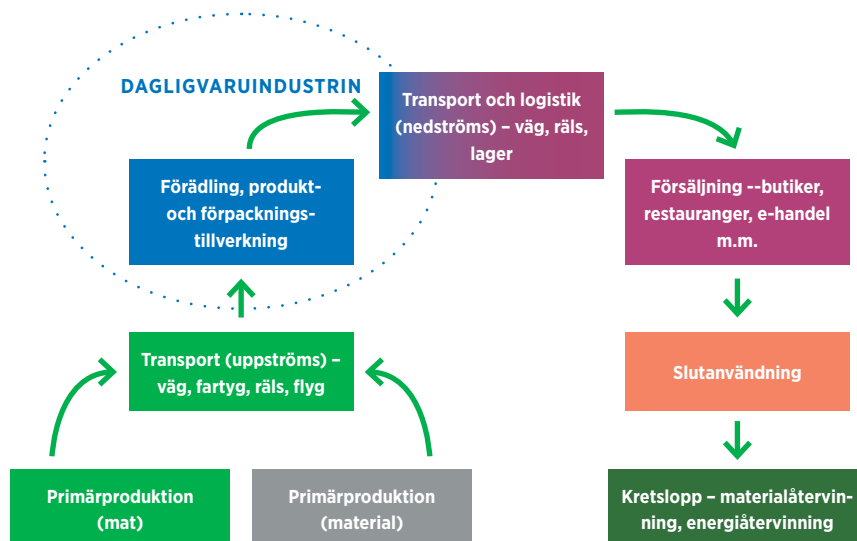 DAGLIGVARUINDUSTRIN
Transport och logistik
(nedströms) – väg, räls,
lager
Förädling, produkt-
och förpacknings-
tillverkning
Försäljning --butiker,
restauranger, e-handel
m.m.
Transport (uppströms) –
väg, fartyg, räls, flyg
Slutanvändning
Primärproduktion
(mat)
Primärproduktion
(material)
Kretslopp – materialåtervin-
ning, energiåtervinning